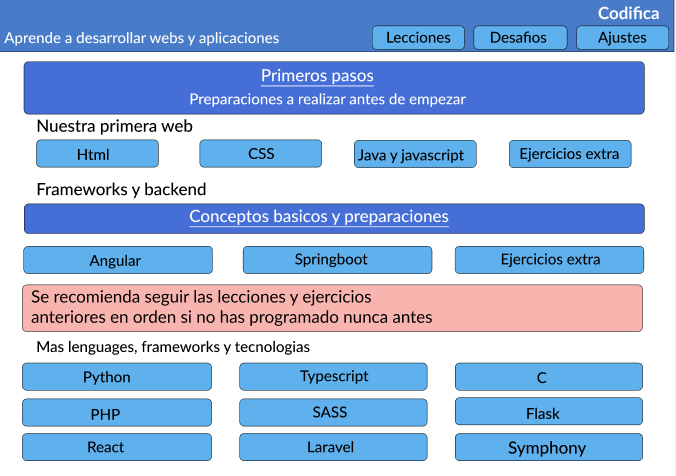 Codifica
Aprende a desarrollar webs y aplicaciones
Lecciones
Desafios
Ajustes
Primeros pasos
Preparaciones a realizar antes de empezar
Nuestra primera web
Html
CSS
Java y javascript
Ejercicios extra
Frameworks y backend
Conceptos basicos y preparaciones
Angular
Springboot
Ejercicios extra
Se recomienda seguir las lecciones y ejercicios
anteriores en orden si no has programado nunca antes
Mas lenguages, frameworks y tecnologias
Python
Typescript
C
PHP
SASS
Flask
React
Laravel
Symphony